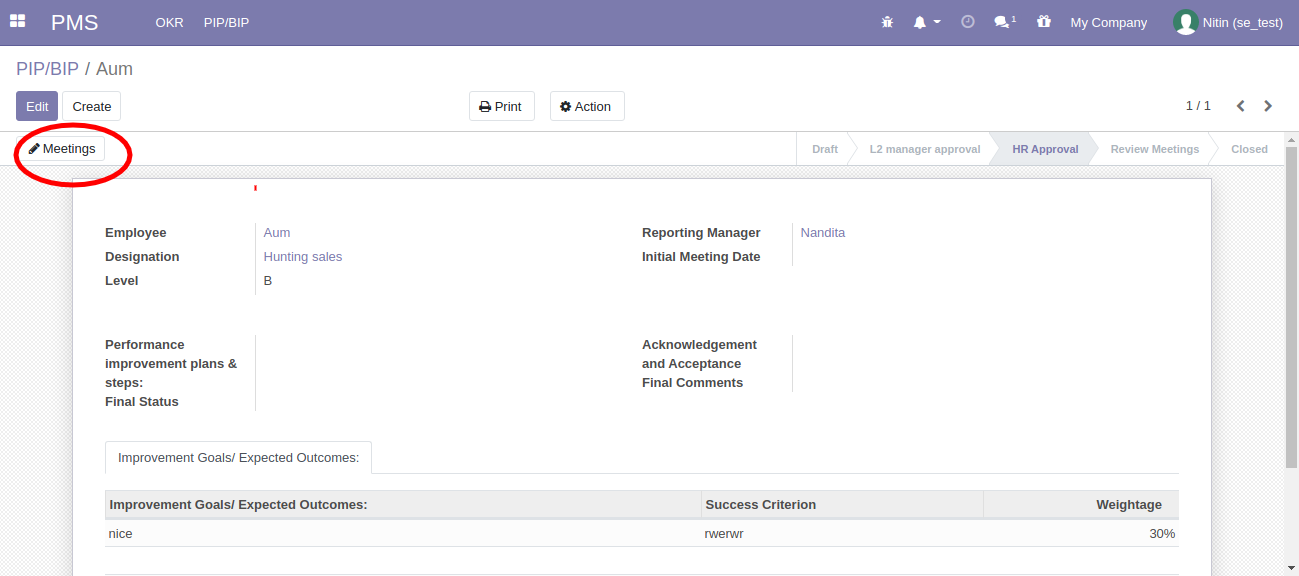 PMS OKR PIP/BIP 1 My Company Nitin (se_test)
PIP/BIP / Aum
Edit Create Print Action 1 / 1
Meetings Draft L2 manager approval HR Approval Review Meetings Closed
Employee Aum Reporting Manager Nandita
Designation Hunting sales Initial Meeting Date
Level B
Performance improvement plans & steps:
Acknowledgement and Acceptance
Final Status
Final Comments
Improvement Goals/ Expected Outcomes:
Improvement Goals/ Expected Outcomes: Success Criterion Weightage
nice rwerwr 30%